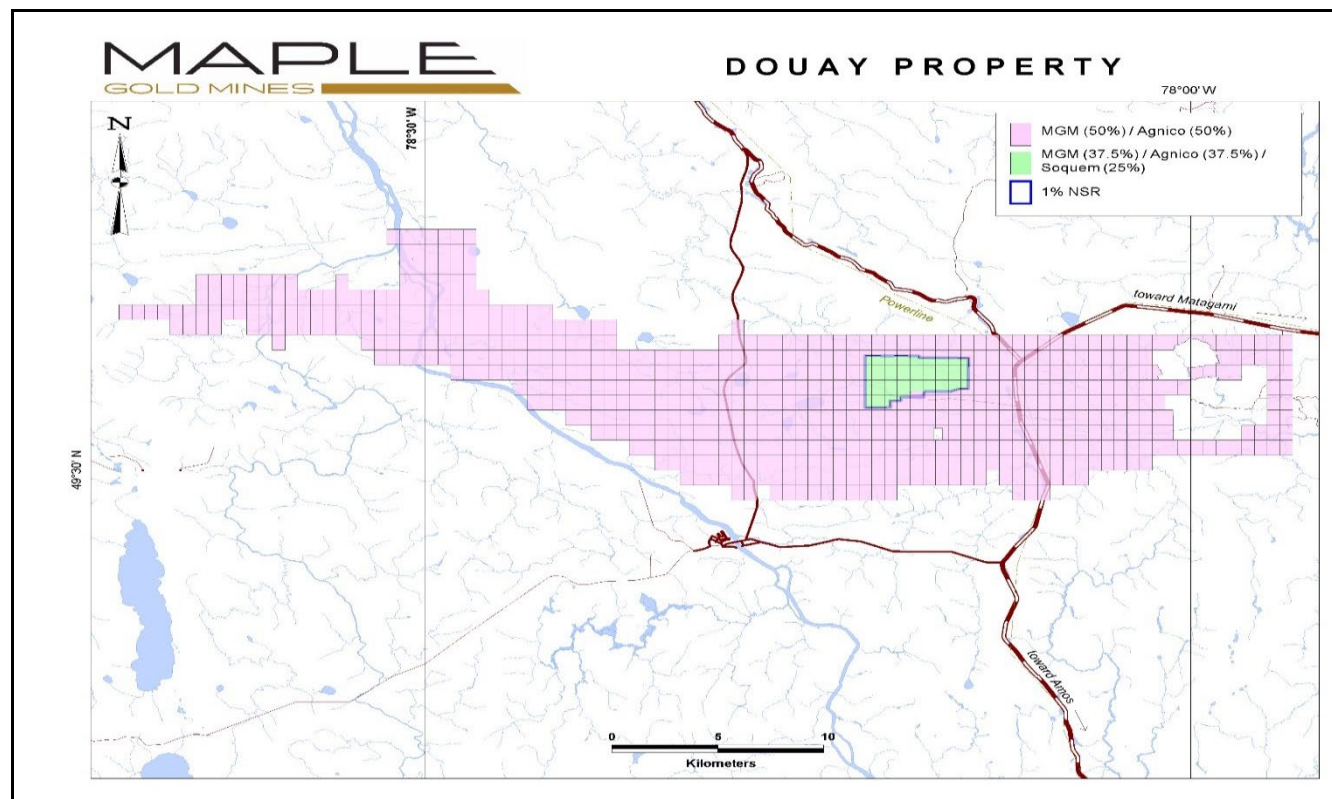 MAPLE
GOLD MINES
DOUAY PROPERTY
78°00' W
78°30' W
N
MGM (50%) / Agnico (50%)
MGM (37.5%) / Agnico (37.5%) /
Soquem (25%)
1% NSR
toward Matagami
Powerline
49°30' N
toward Amos
0 5 10
Kilometers